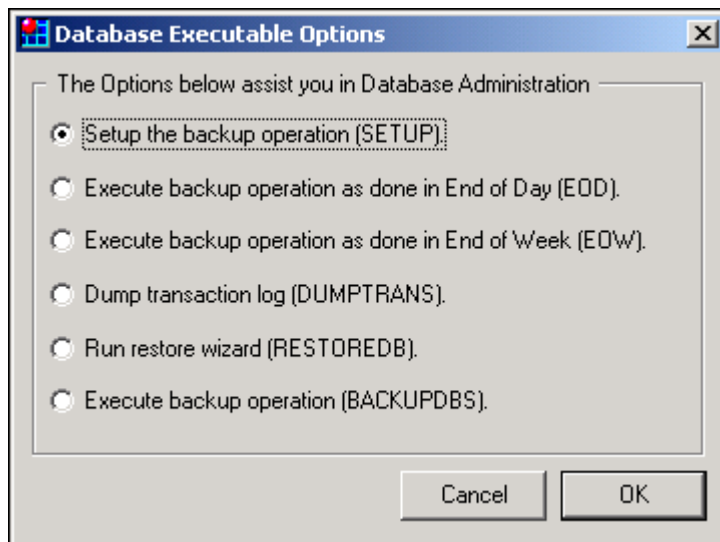 Database Executable Options
The Options below assist you in Database Administration
Setup the backup operation (SETUP).
Execute backup operation as done in End of Day (EOD).
Execute backup operation as done in End of Week (EOW).
Dump transaction log (DUMPTRANS).
Run restore wizard (RESTOREDB).
Execute backup operation (BACKUPDBS).
Cancel
OK